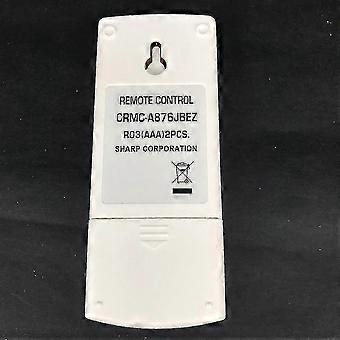 REMOTE CONTROL
CRMC-A876JBEZ
R03(AAA)2PCS.
SHARP CORPORATION